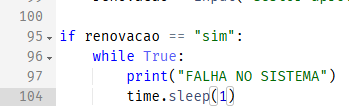 100
95 if renovacao == "sim":
96 while True:
97 print("FALHA NO SISTEMA")
104 time.sleep(1)